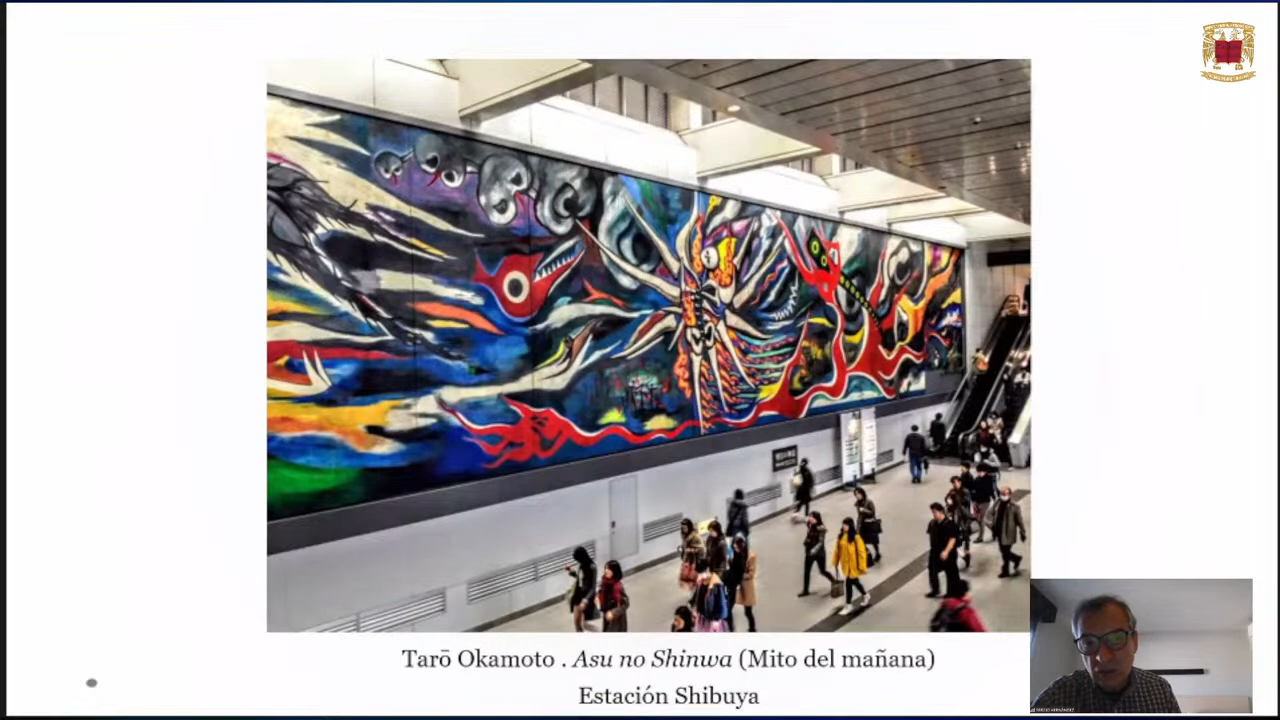 Tarō Okamoto . Asu no Shinwa (Mito del mañana)
Estación Shibuya